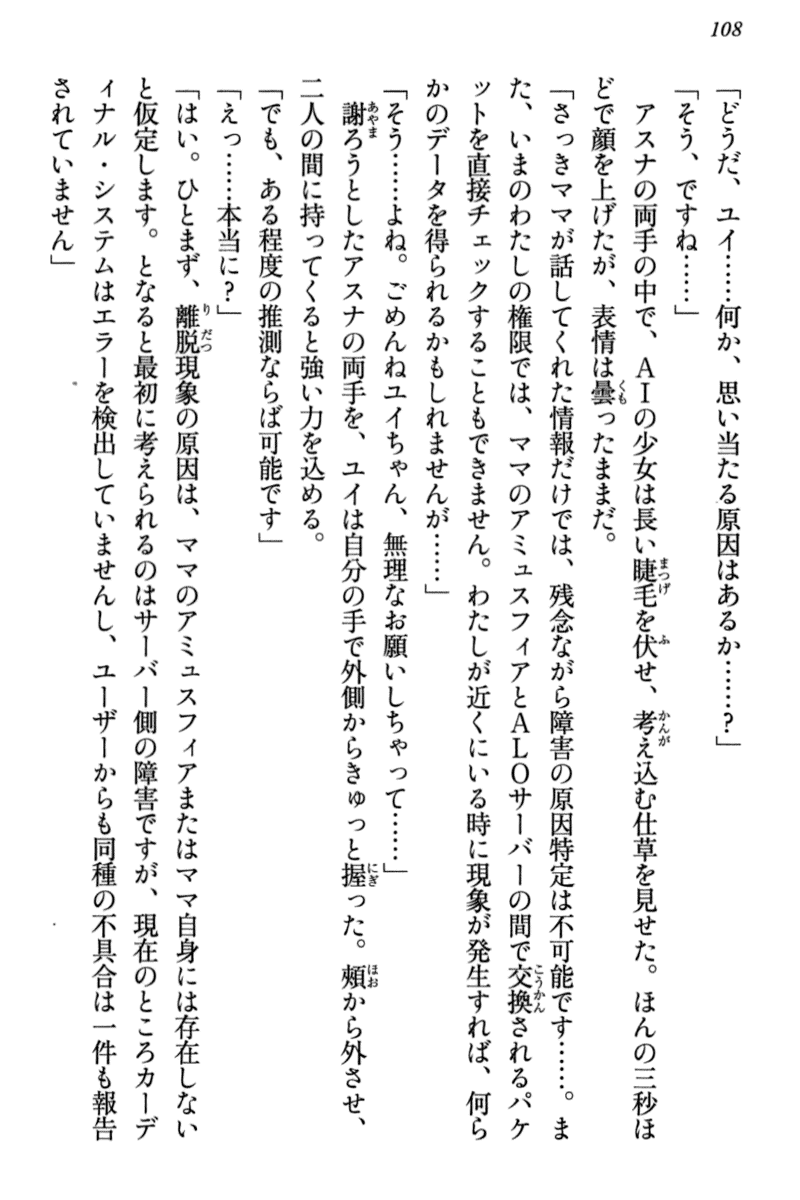 108
「どうだ、ユイ……何か、思い当たる原因はあるか……？」
「そう、ですね……」
　アスナの両手の中で、ＡＩの少女は長い睫毛を伏せ、考え込む仕草を見せた。ほんの三秒ほ
どで顔を上げたが、表情は曇ったままだ。
「さっきママが話してくれた情報だけでは、残念ながら障害の原因特定は不可能です……。ま
た、いまのわたしの権限では、ママのアミュスフィアとＡＬＯサーバーの間で交換されるパケ
ットを直接チェックすることもできません。わたしが近くにいる時に現象が発生すれば、何ら
かのデータを得られるかもしれませんが……」
「そう……よね。ごめんねユイちゃん、無理なお願いしちゃって……」
　謝ろうとしたアスナの両手を、ユイは自分の手で外側からきゅっと握った。頰から外させ、
二人の間に持ってくると強い力を込める。
「でも、ある程度の推測ならば可能です」
「えっ……本当に？」
「はい。ひとまず、離脱現象の原因は、ママのアミュスフィアまたはママ自身には存在しない
と仮定します。となると最初に考えられるのはサーバー側の障害ですが、現在のところカーデ
ィナル・システムはエラーを検出していませんし、ユーザーからも同種の不具合は一件も報告
されていません」